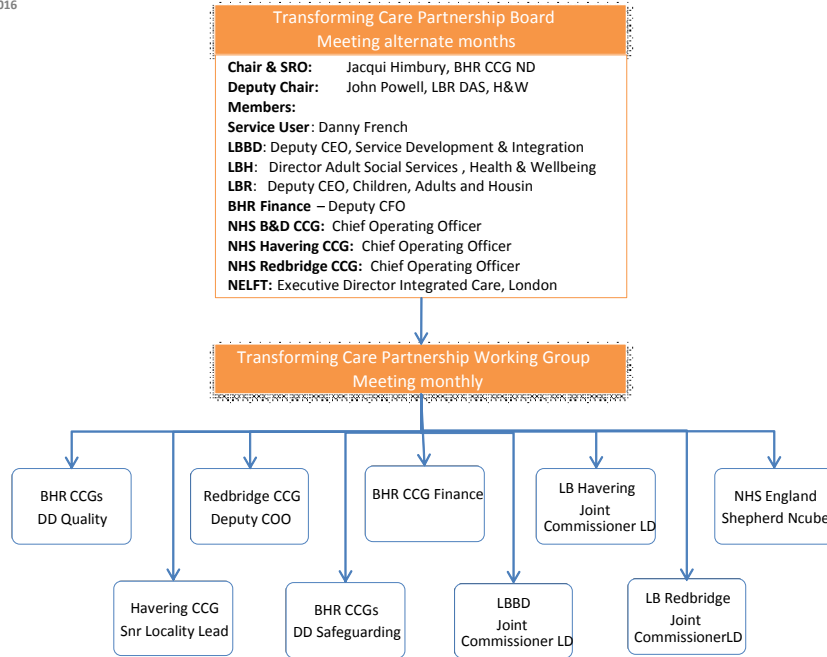 016
Transforming Care Partnership Board
Meeting alternate months
Chair & SRO: Jacqui Himbury, BHR CCG ND
Deputy Chair: John Powell, LBR DAS, H&W
Members:
Service User: Danny French
LBBD: Deputy CEO, Service Development & Integration
LBH: Director Adult Social Services , Health & Wellbeing
LBR: Deputy CEO, Children, Adults and Housin
BHR Finance – Deputy CFO
NHS B&D CCG: Chief Operating Officer
NHS Havering CCG: Chief Operating Officer
NHS Redbridge CCG: Chief Operating Officer
NELFT: Executive Director Integrated Care, London
Transforming Care Partnership Working Group
Meeting monthly
BHR CCGs
DD Quality
Redbridge CCG
Deputy COO
BHR CCG Finance
LB Havering
Joint
Commissioner LD
NHS England
Shepherd Ncube
Havering CCG
Snr Locality Lead
BHR CCGs
DD Safeguarding
LBBD
Joint
Commissioner LD
LB Redbridge
Joint
CommissionerLD